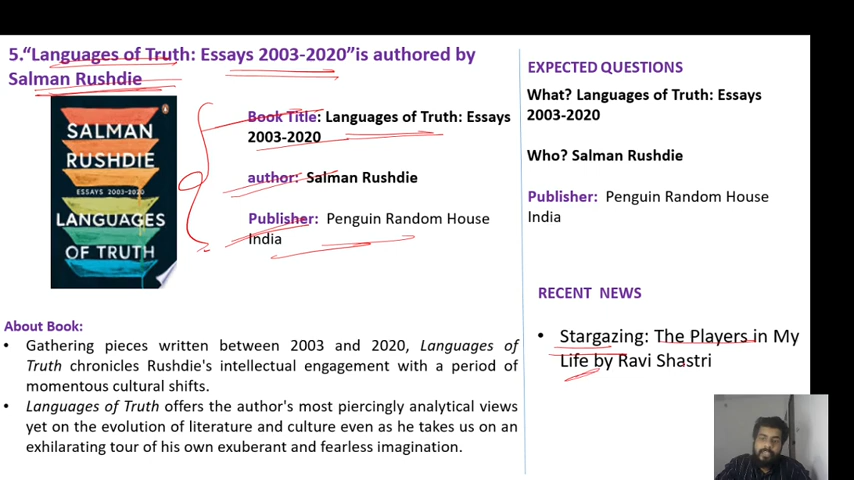 5.“Languages of Truth: Essays 2003-2020”is authored by
Salman Rushdie
SALMAN
RUSHDIE
ESSAYS 2003-2020
LANGUAGES
OF TRUTH
Book Title: Languages of Truth: Essays
2003-2020
author: Salman Rushdie
Publisher: Penguin Random House
India
About Book:
• Gathering pieces written between 2003 and 2020, Languages of
Truth chronicles Rushdie's intellectual engagement with a period of
momentous cultural shifts.
• Languages of Truth offers the author's most piercingly analytical views
yet on the evolution of literature and culture even as he takes us on an
exhilarating tour of his own exuberant and fearless imagination.
EXPECTED QUESTIONS
What? Languages of Truth: Essays
2003-2020
Who? Salman Rushdie
Publisher: Penguin Random House
India
RECENT NEWS
• Stargazing: The Players in My
Life by Ravi Shastri